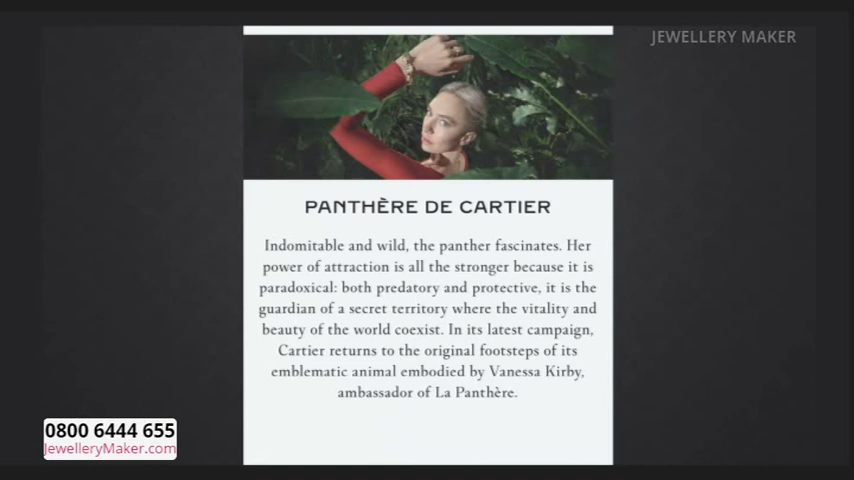 JEWELLERY MAKER
PANTHÈRE DE CARTIER
Indomitable and wild, the panther fascinates. Her
power of attraction is all the stronger because it is
paradoxical: both predatory and protective, it is the
guardian of a secret territory where the vitality and
beauty of the world coexist. In its latest campaign,
Cartier returns to the original footsteps of its
emblematic animal embodied by Vanessa Kirby,
ambassador of La Panthère.
0800 6444 655
JewelleryMaker.com